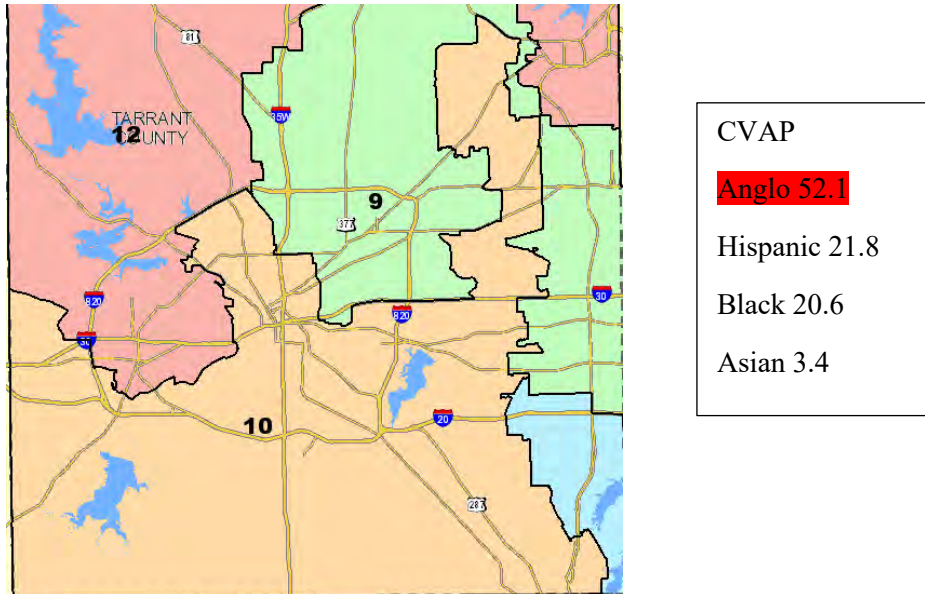 81
35W
TARRANT
COUNTY
12
9
377
820
30
820
30
10
20
287
CVAP
Anglo 52.1
Hispanic 21.8
Black 20.6
Asian 3.4